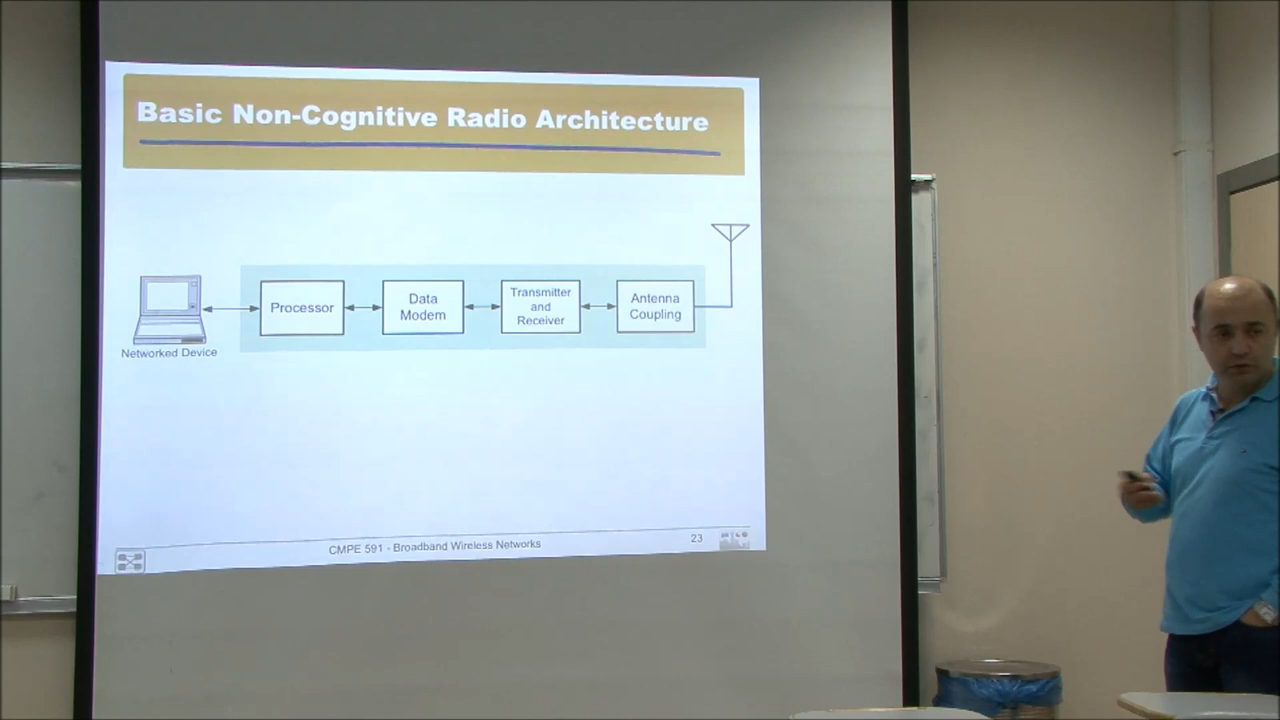 Basic Non-Cognitive Radio Architecture
Networked Device
Processor
Data
Modem
Transmitter
and
Receiver
Antenna
Coupling
CMPE 591 - Broadband Wireless Networks
23